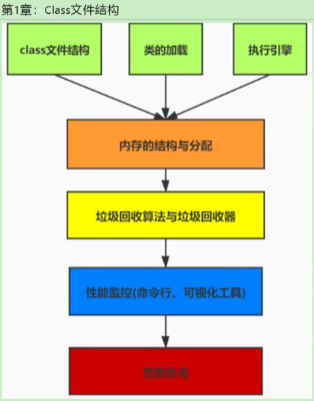 第1章：Class文件结构
class文件结构
类的加载
执行引擎
内存的结构与分配
垃圾回收算法与垃圾回收器
性能监控(命令行、可视化工具)
性能优化